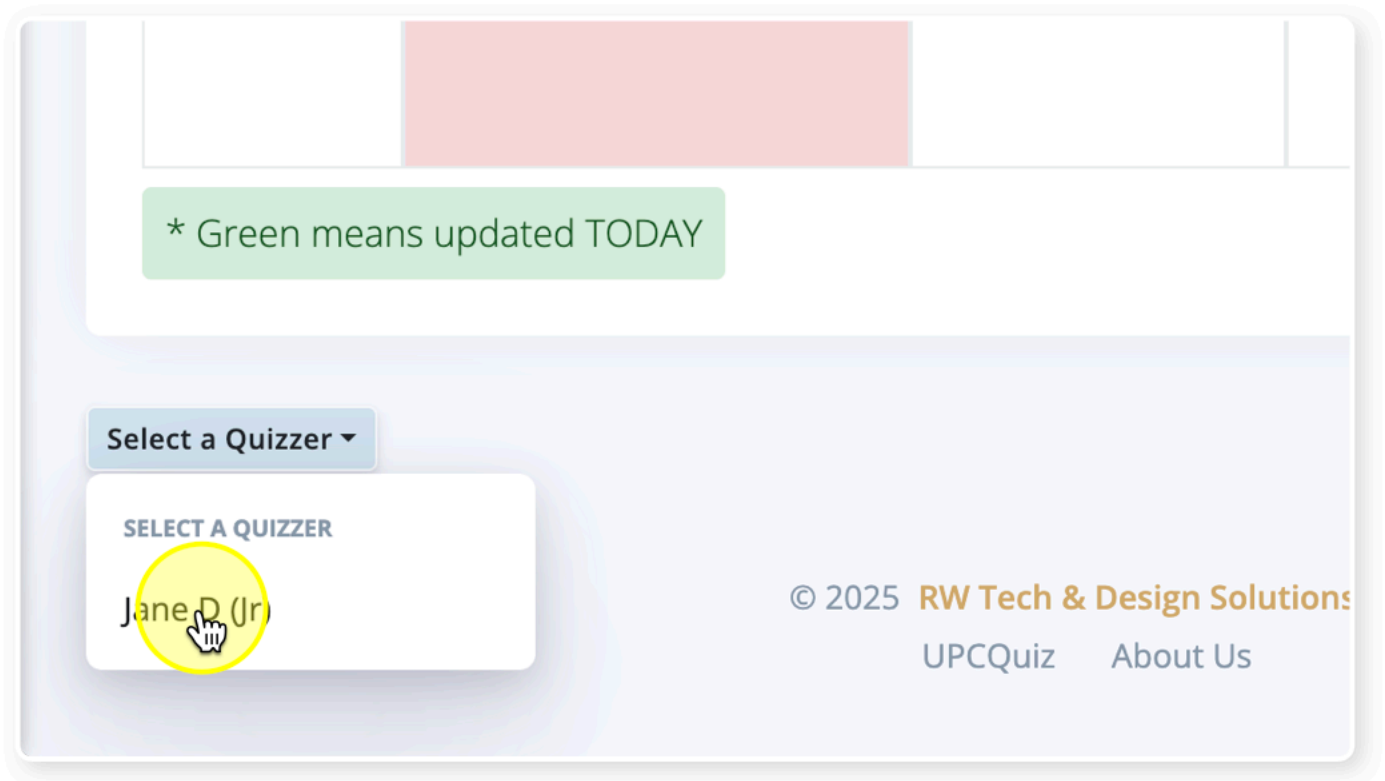 * Green means updated TODAY
Select a Quizzer
SELECT A QUIZZER
Jane D (Jr)
© 2025 RW Tech & Design Solutions
UPCQuiz About Us